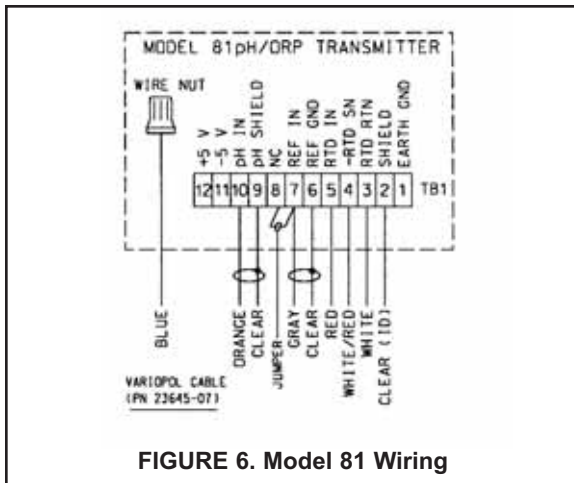 MODEL 81pH/ORP TRANSMITTER
WIRE NUT
+5 V
-5 V
pH IN
pH SHIELD
NC
REF IN
REF GND
RTD IN
-RTD SN
RTD RTN
SHIELD
EARTH GND
12 11 10 9 8 7 6 5 4 3 2 1 TB1
BLUE
ORANGE
CLEAR
JUMPER
GRAY
CLEAR
RED
WHITE/RED
WHITE
CLEAR (ID)
VARIOPOL CABLE
(PN 23645-07)
FIGURE 6. Model 81 Wiring